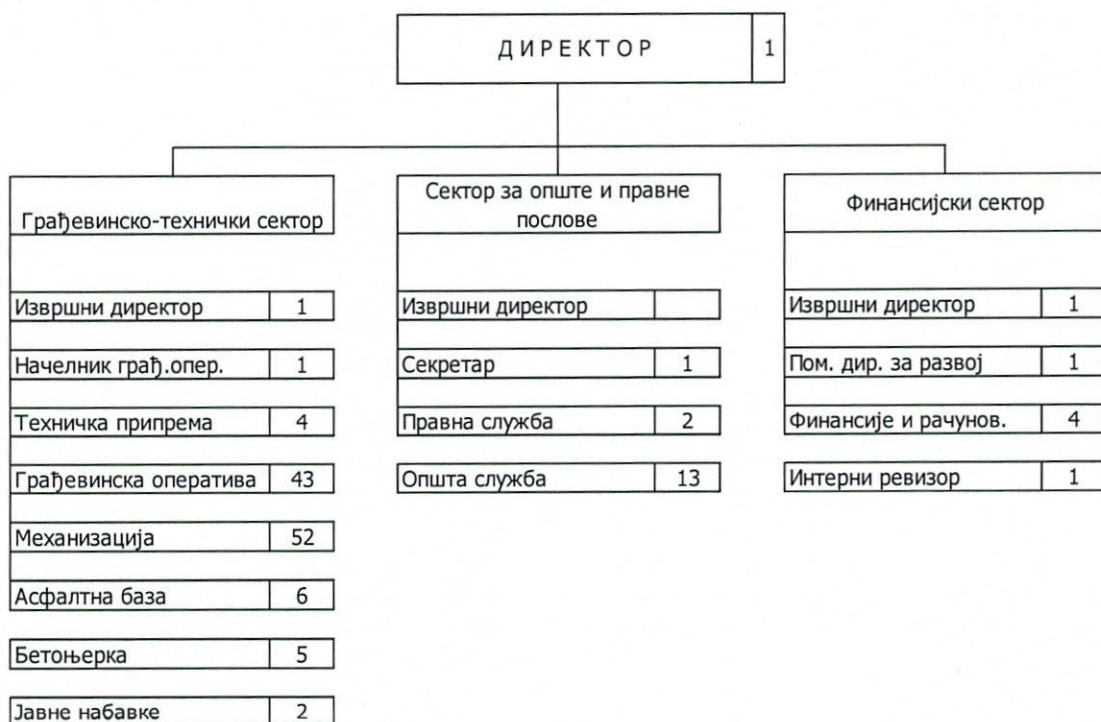 ДИРЕКТОР 1
Грађевинско-технички сектор
Извршни директор 1
Начелник грађ.опер. 1
Техничка припрема 4
Грађевинска оператива 43
Механизација 52
Асфалтна база 6
Бетоњерка 5
Јавне набавке 2
Сектор за опште и правне
послове
Извршни директор
Секретар 1
Правна служба 2
Општа служба 13
Финансијски сектор
Извршни директор 1
Пом. дир. за развој 1
Финансије и рачунов. 4
Интерни ревизор 1